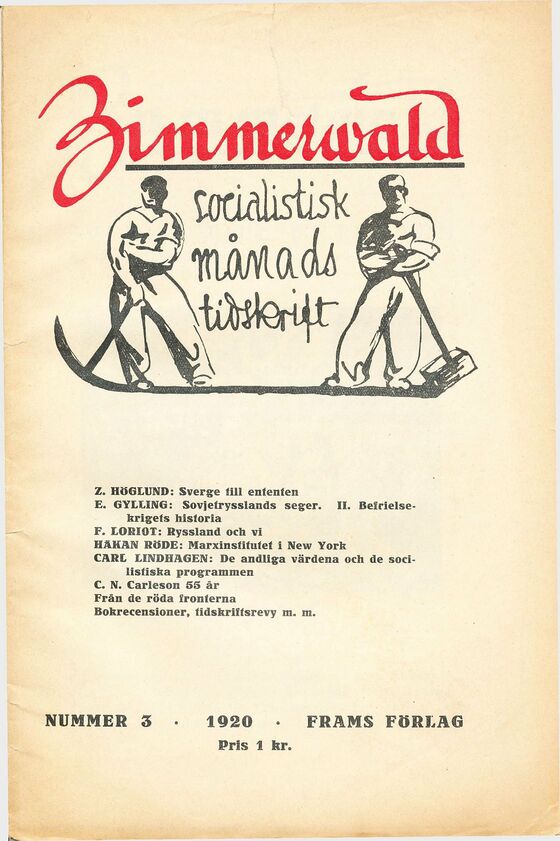 Zimmerwald
socialistisk
månads
tidskrift
Z. HÖGLUND: Sverge till ententen
E. GYLLING: Sovjetrysslands seger. II. Befrielse-
krigets historia
F. LORIOT: Ryssland och vi
HÅKAN RÖDE: Marxinstitutet i New York
CARL LINDHAGEN: De andliga värdena och de soci-
listiska programmen
C. N. Carleson 55 år
Från de röda fronterna
Bokrecensioner, tidskriftsrevy m. m.
NUMMER 3 · 1920 · FRAMS FÖRLAG
Pris 1 kr.